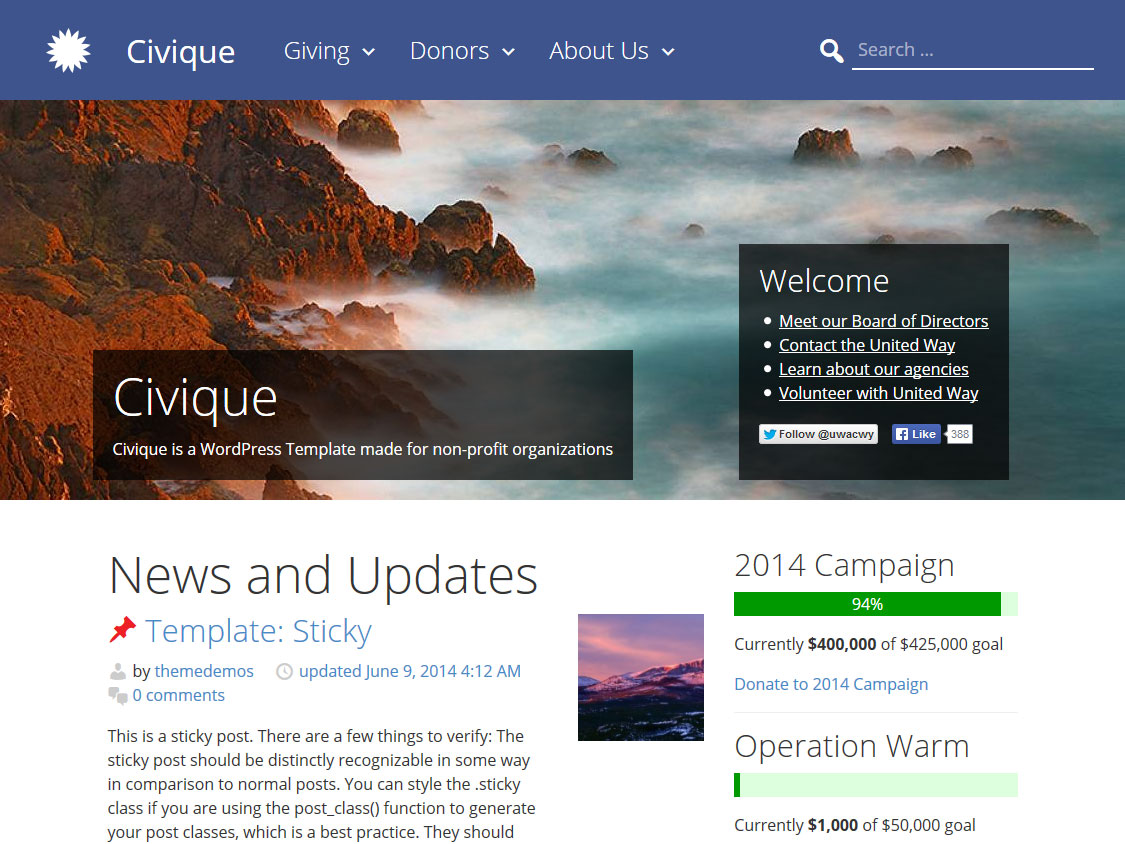 Civique
Giving
Donors
About Us
Search ...
Welcome
Meet our Board of Directors
Contact the United Way
Learn about our agencies
Volunteer with United Way
Follow @uwacwy
Like
388
Civique
Civique is a WordPress Template made for non-profit organizations
News and Updates
Template: Sticky
by themedemos updated June 9, 2014 4:12 AM
0 comments
This is a sticky post. There are a few things to verify: The
sticky post should be distinctly recognizable in some way
in comparison to normal posts. You can style the .sticky
class if you are using the post_class() function to generate
your post classes, which is a best practice. They should
2014 Campaign
94%
Currently $400,000 of $425,000 goal
Donate to 2014 Campaign
Operation Warm
Currently $1,000 of $50,000 goal